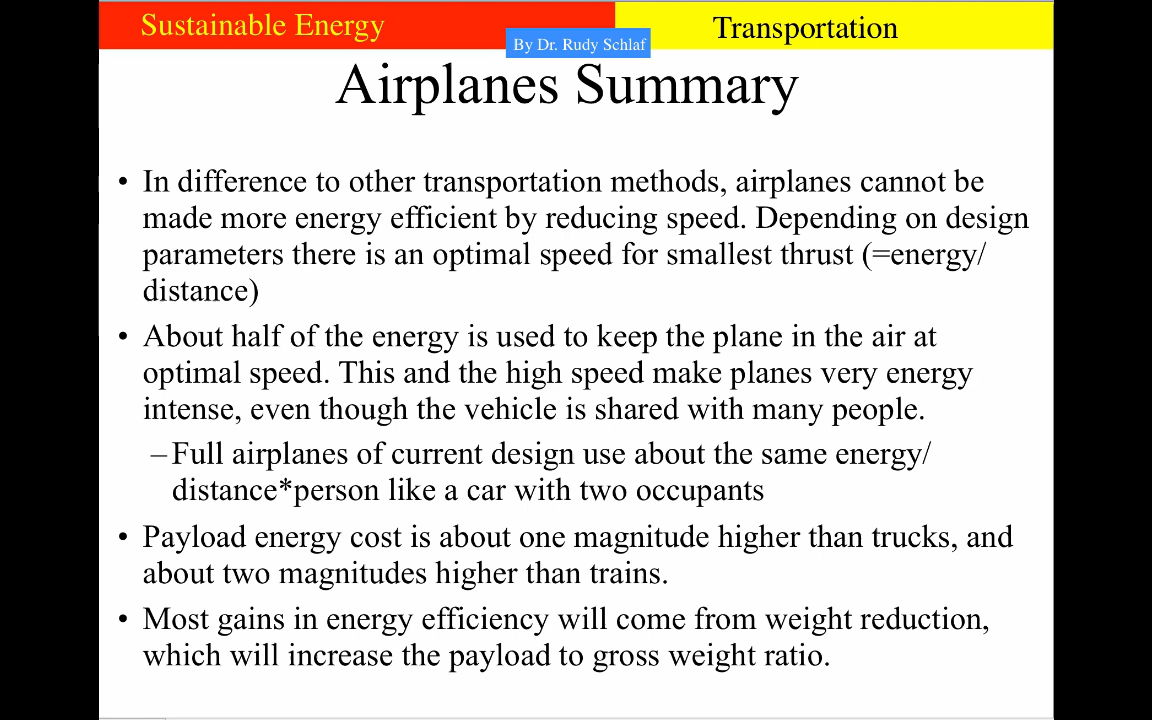 Sustainable Energy
By Dr. Rudy Schlaf
Transportation
Airplanes Summary
• In difference to other transportation methods, airplanes cannot be
made more energy efficient by reducing speed. Depending on design
parameters there is an optimal speed for smallest thrust (=energy/
distance)
• About half of the energy is used to keep the plane in the air at
optimal speed. This and the high speed make planes very energy
intense, even though the vehicle is shared with many people.
–Full airplanes of current design use about the same energy/
distance*person like a car with two occupants
• Payload energy cost is about one magnitude higher than trucks, and
about two magnitudes higher than trains.
• Most gains in energy efficiency will come from weight reduction,
which will increase the payload to gross weight ratio.